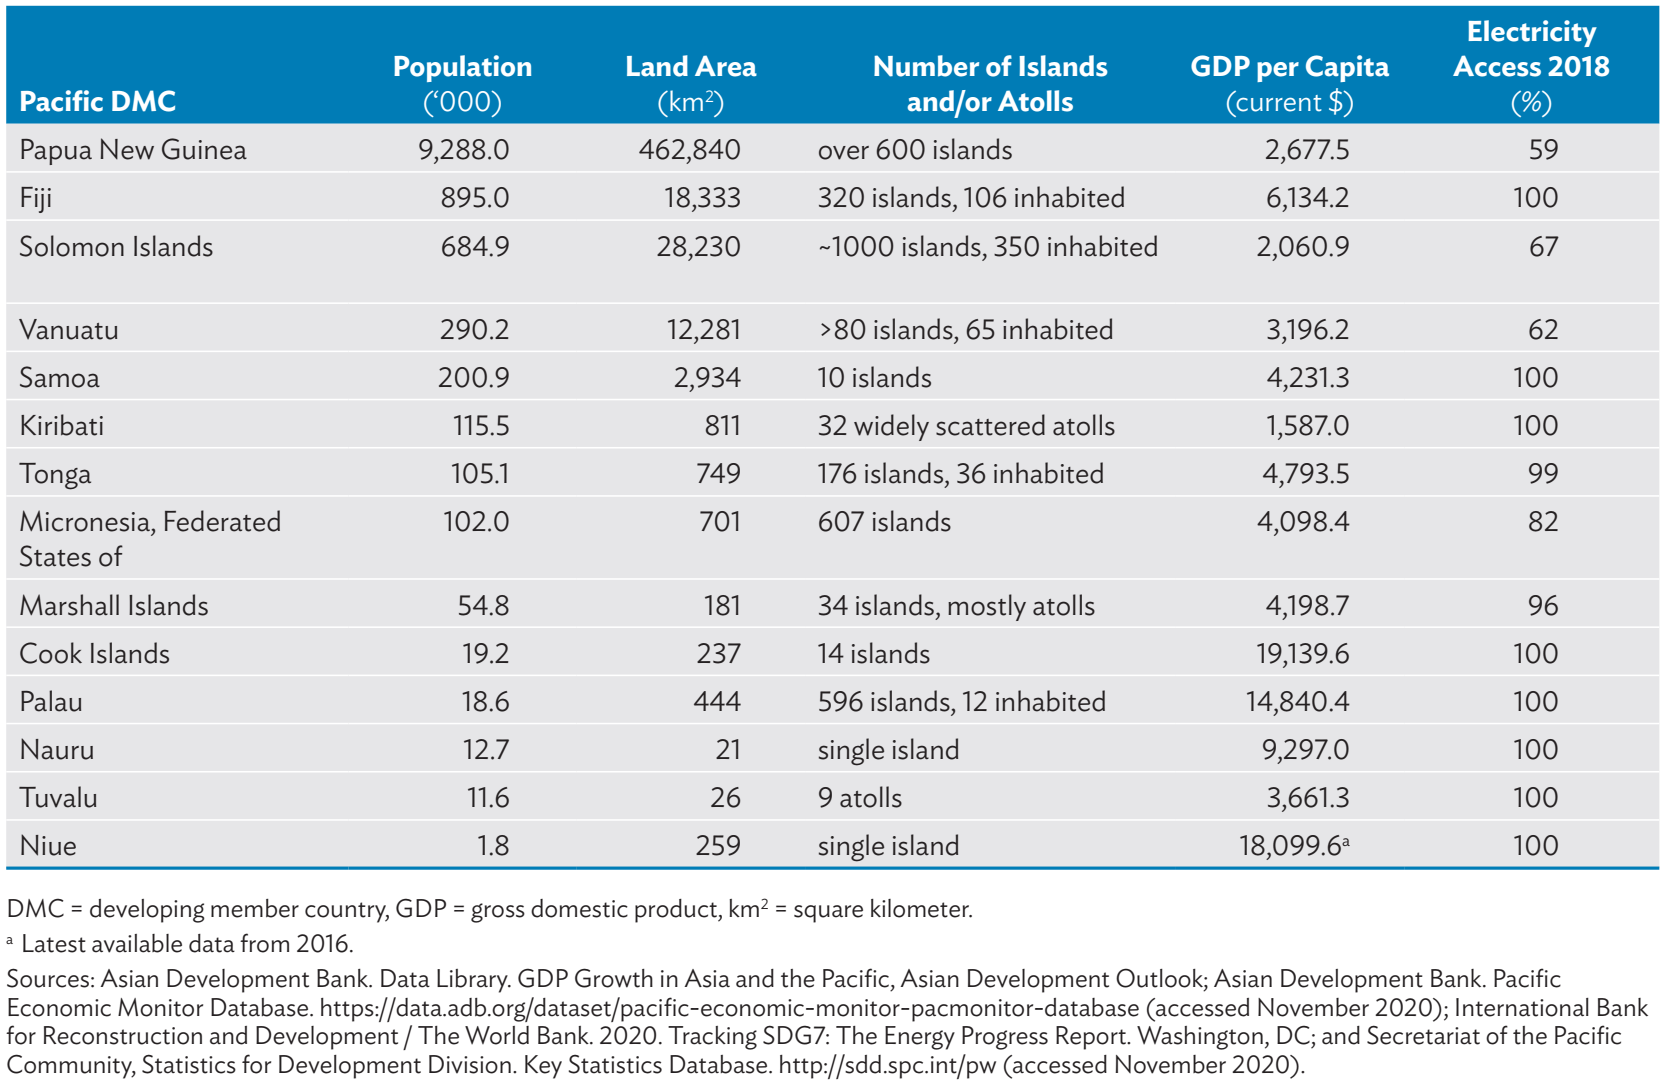 Pacific DMC Population (‘000) Land Area (km²) Number of Islands and/or Atolls GDP per Capita (current $) Electricity Access 2018 (%)
Papua New Guinea 9,288.0 462,840 over 600 islands 2,677.5 59
Fiji 895.0 18,333 320 islands, 106 inhabited 6,134.2 100
Solomon Islands 684.9 28,230 ~1000 islands, 350 inhabited 2,060.9 67
Vanuatu 290.2 12,281 >80 islands, 65 inhabited 3,196.2 62
Samoa 200.9 2,934 10 islands 4,231.3 100
Kiribati 115.5 811 32 widely scattered atolls 1,587.0 100
Tonga 105.1 749 176 islands, 36 inhabited 4,793.5 99
Micronesia, Federated 102.0 701 607 islands 4,098.4 82
States of
Marshall Islands 54.8 181 34 islands, mostly atolls 4,198.7 96
Cook Islands 19.2 237 14 islands 19,139.6 100
Palau 18.6 444 596 islands, 12 inhabited 14,840.4 100
Nauru 12.7 21 single island 9,297.0 100
Tuvalu 11.6 26 9 atolls 3,661.3 100
Niue 1.8 259 single island 18,099.6ᵃ 100
DMC = developing member country, GDP = gross domestic product, km² = square kilometer.
ᵃ Latest available data from 2016.
Sources: Asian Development Bank. Data Library. GDP Growth in Asia and the Pacific, Asian Development Outlook; Asian Development Bank. Pacific
Economic Monitor Database. https://data.adb.org/dataset/pacific-economic-monitor-pacmonitor-database (accessed November 2020); International Bank
for Reconstruction and Development / The World Bank. 2020. Tracking SDG7: The Energy Progress Report. Washington, DC; and Secretariat of the Pacific
Community, Statistics for Development Division. Key Statistics Database. http://sdd.spc.int/pw (accessed November 2020).